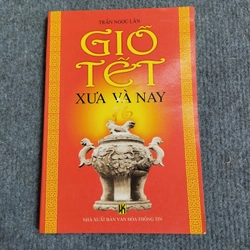 TRẦN NGỌC LÂN
GIỖ
TẾT
XƯA VÀ NAY
NHÀ XUẤT BẢN VĂN HÓA THÔNG TIN